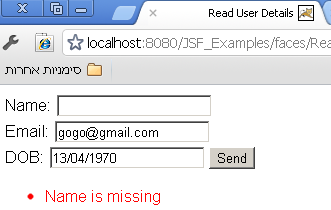 Read User Details
localhost:8080/JSF_Examples/faces/Rea
סימניות אחרות
Name:
Email: gogo@gmail.com
DOB: 13/04/1970 Send
• Name is missing